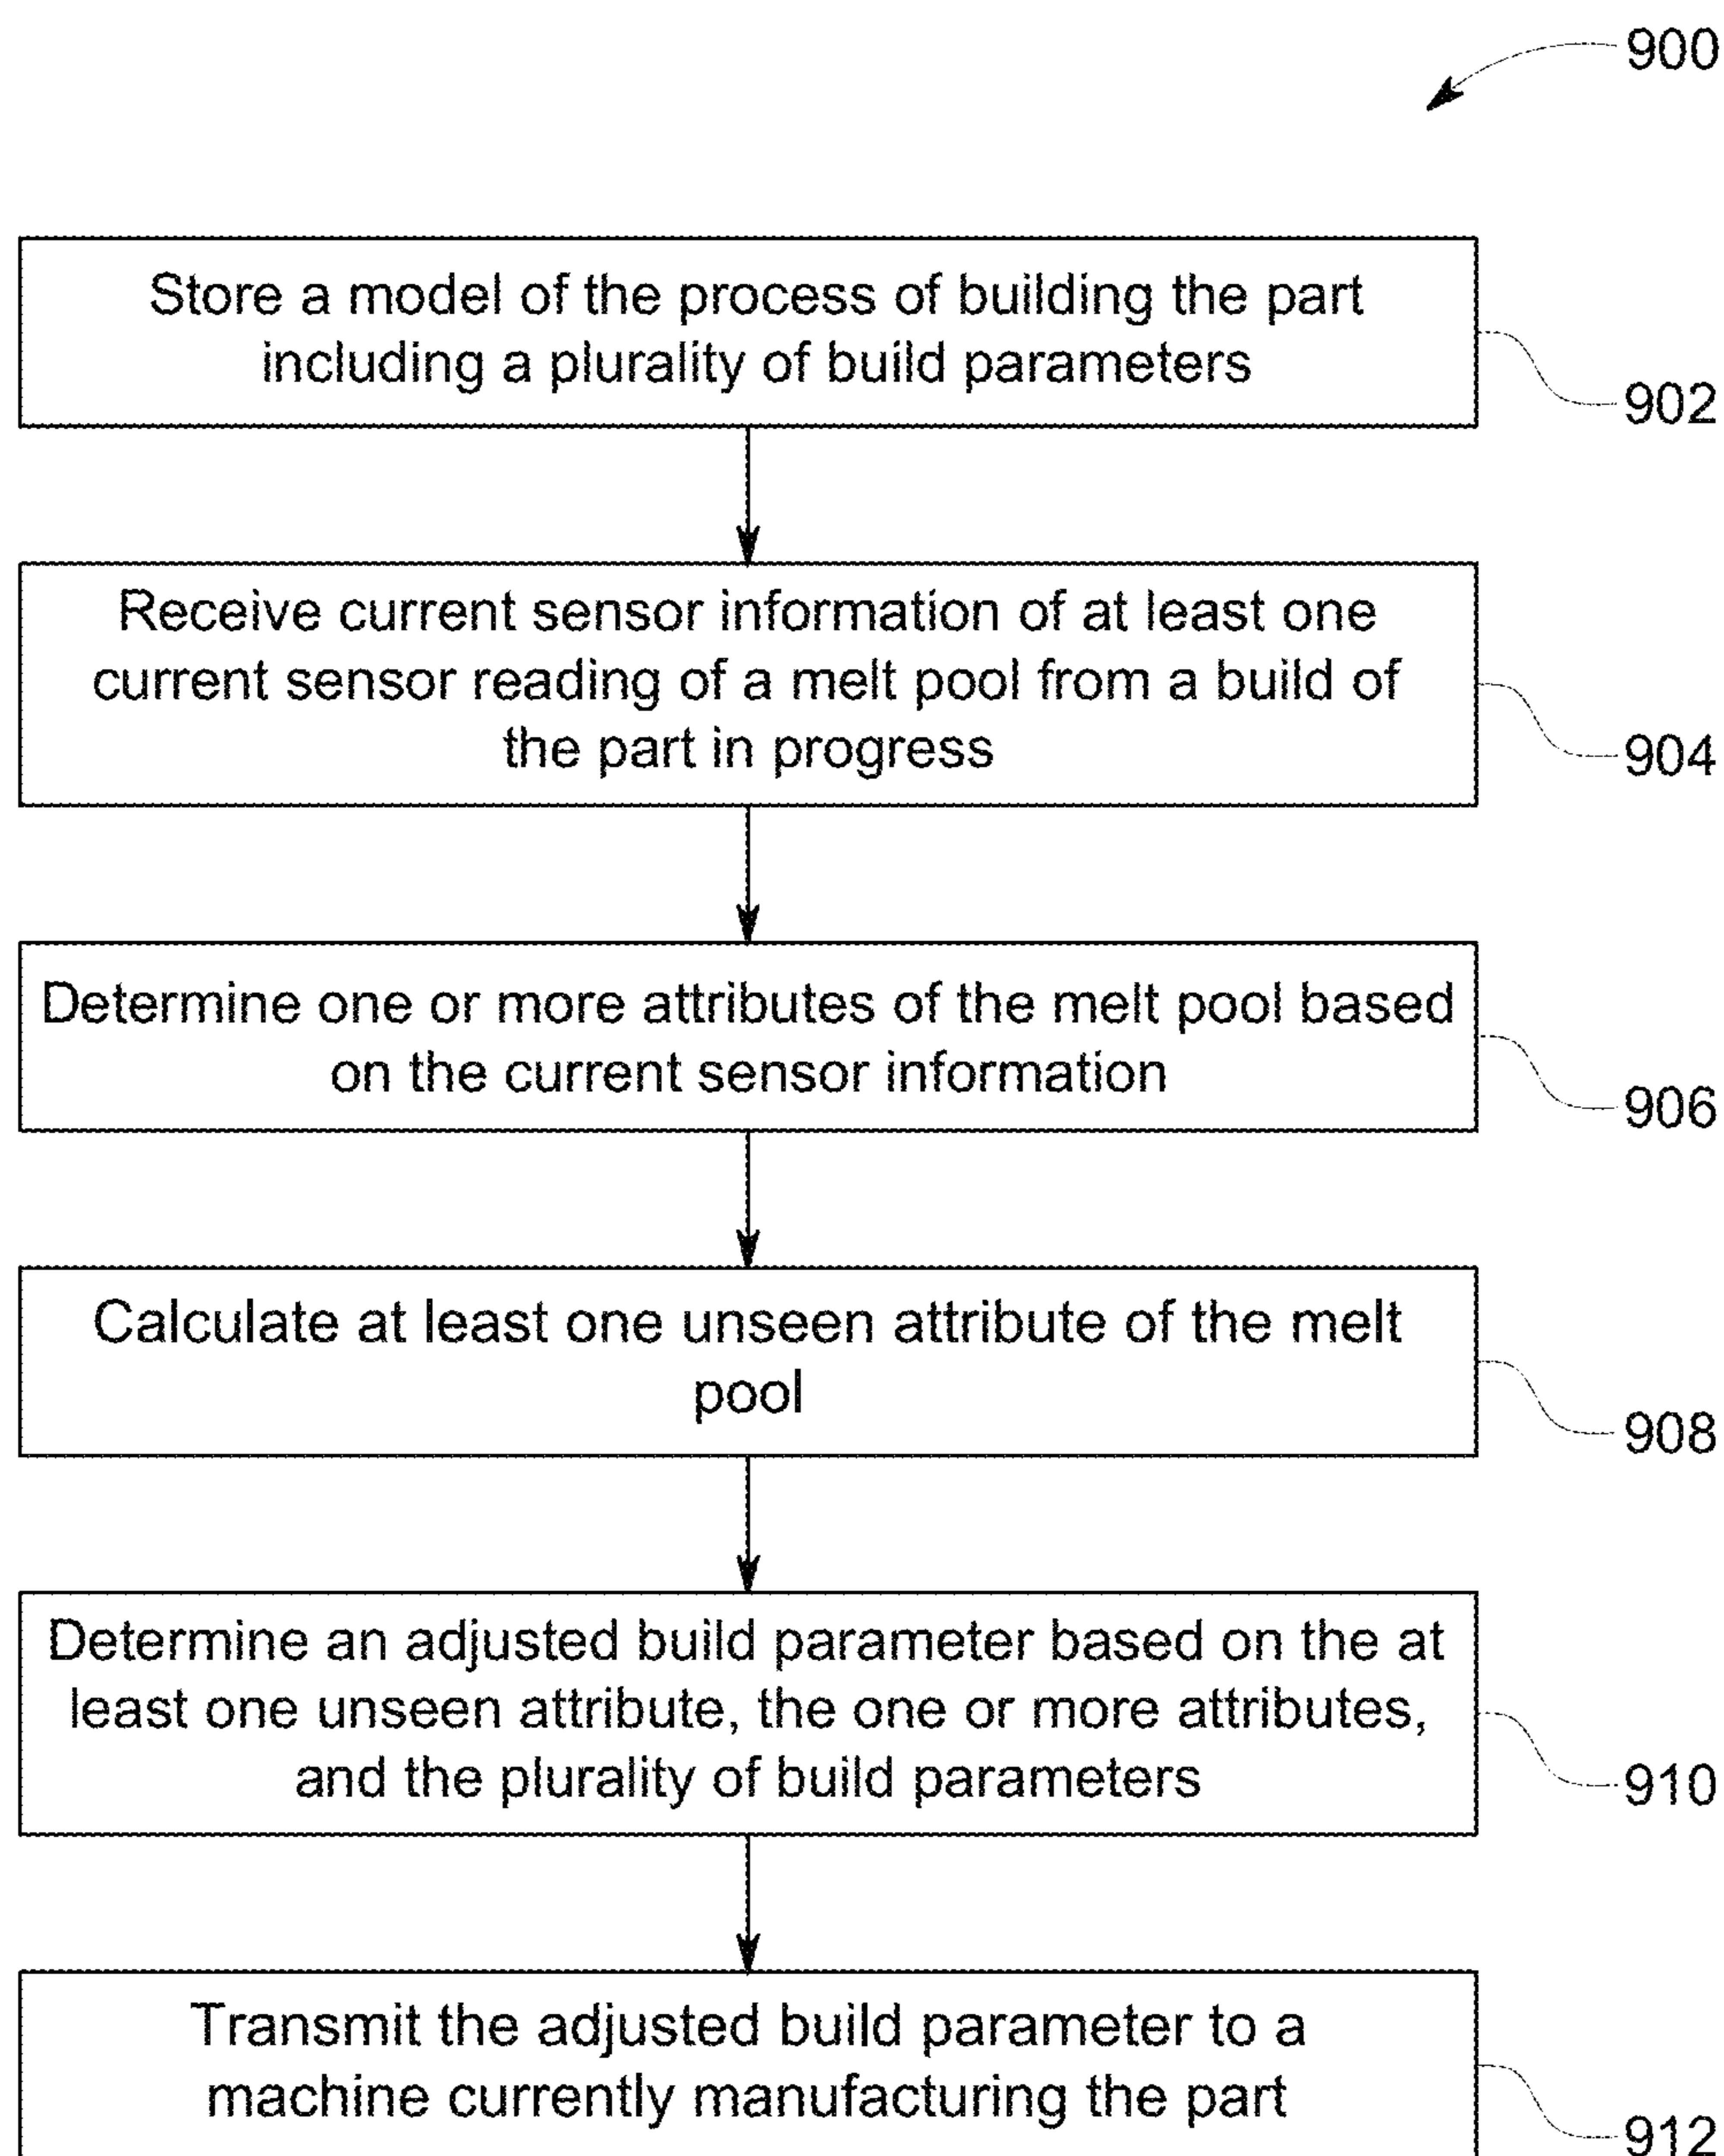 900
Store a model of the process of building the part
including a plurality of build parameters
902
Receive current sensor information of at least one
current sensor reading of a melt pool from a build of
the part in progress
904
Determine one or more attributes of the melt pool based
on the current sensor information
906
Calculate at least one unseen attribute of the melt
pool
908
Determine an adjusted build parameter based on the at
least one unseen attribute, the one or more attributes,
and the plurality of build parameters
910
Transmit the adjusted build parameter to a
machine currently manufacturing the part
912